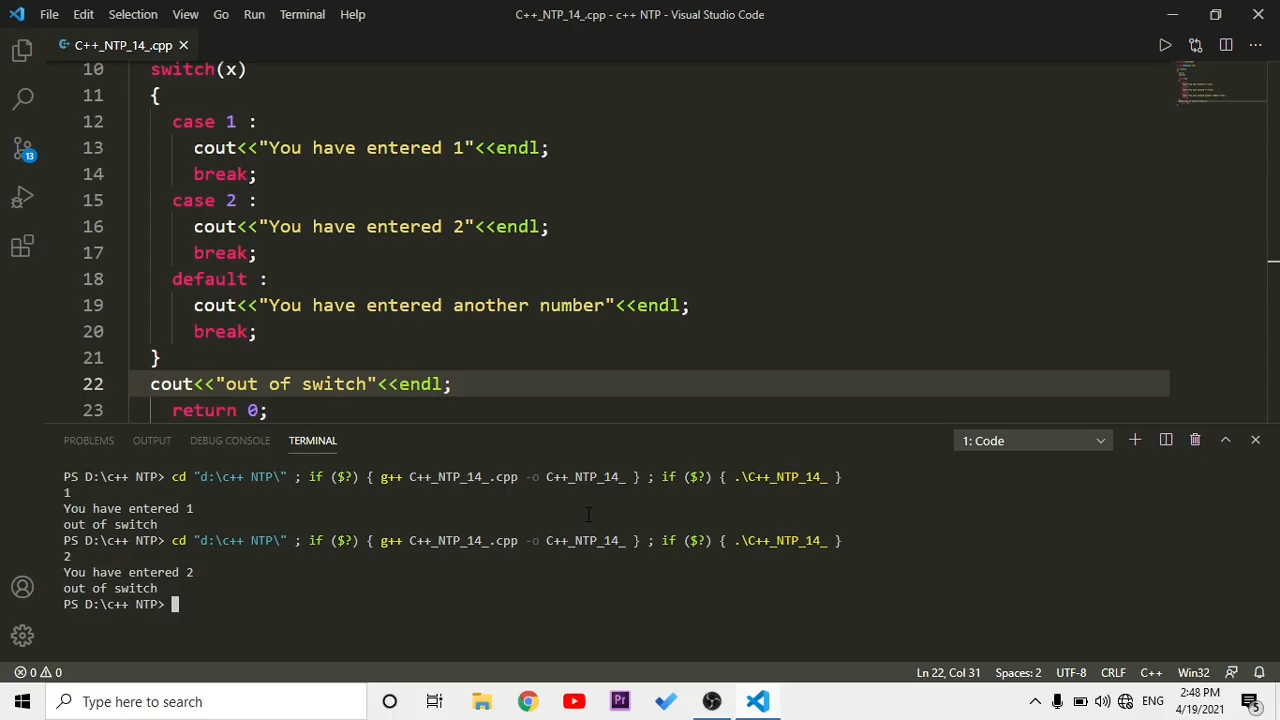 File Edit Selection View Go Run Terminal Help C++_NTP_14_.cpp - c++ NTP - Visual Studio Code
C++_NTP_14_.cpp
10 switch(x)
11 {
12 case 1 :
13 cout<<"You have entered 1"<<endl;
14 break;
15 case 2 :
16 cout<<"You have entered 2"<<endl;
17 break;
18 default :
19 cout<<"You have entered another number"<<endl;
20 break;
21 }
22 cout<<"out of switch"<<endl;
23 return 0;
13
PROBLEMS OUTPUT DEBUG CONSOLE TERMINAL 1: Code
PS D:\c++ NTP> cd "d:\c++ NTP\" ; if ($?) { g++ C++_NTP_14_.cpp -o C++_NTP_14_ } ; if ($?) { .\C++_NTP_14_ }
1
You have entered 1
out of switch
PS D:\c++ NTP> cd "d:\c++ NTP\" ; if ($?) { g++ C++_NTP_14_.cpp -o C++_NTP_14_ } ; if ($?) { .\C++_NTP_14_ }
2
You have entered 2
out of switch
PS D:\c++ NTP>
0 0 Ln 22, Col 31 Spaces: 2 UTF-8 CRLF C++ Win32
Type here to search Pr ENG
2:48 PM
4/19/2021
5